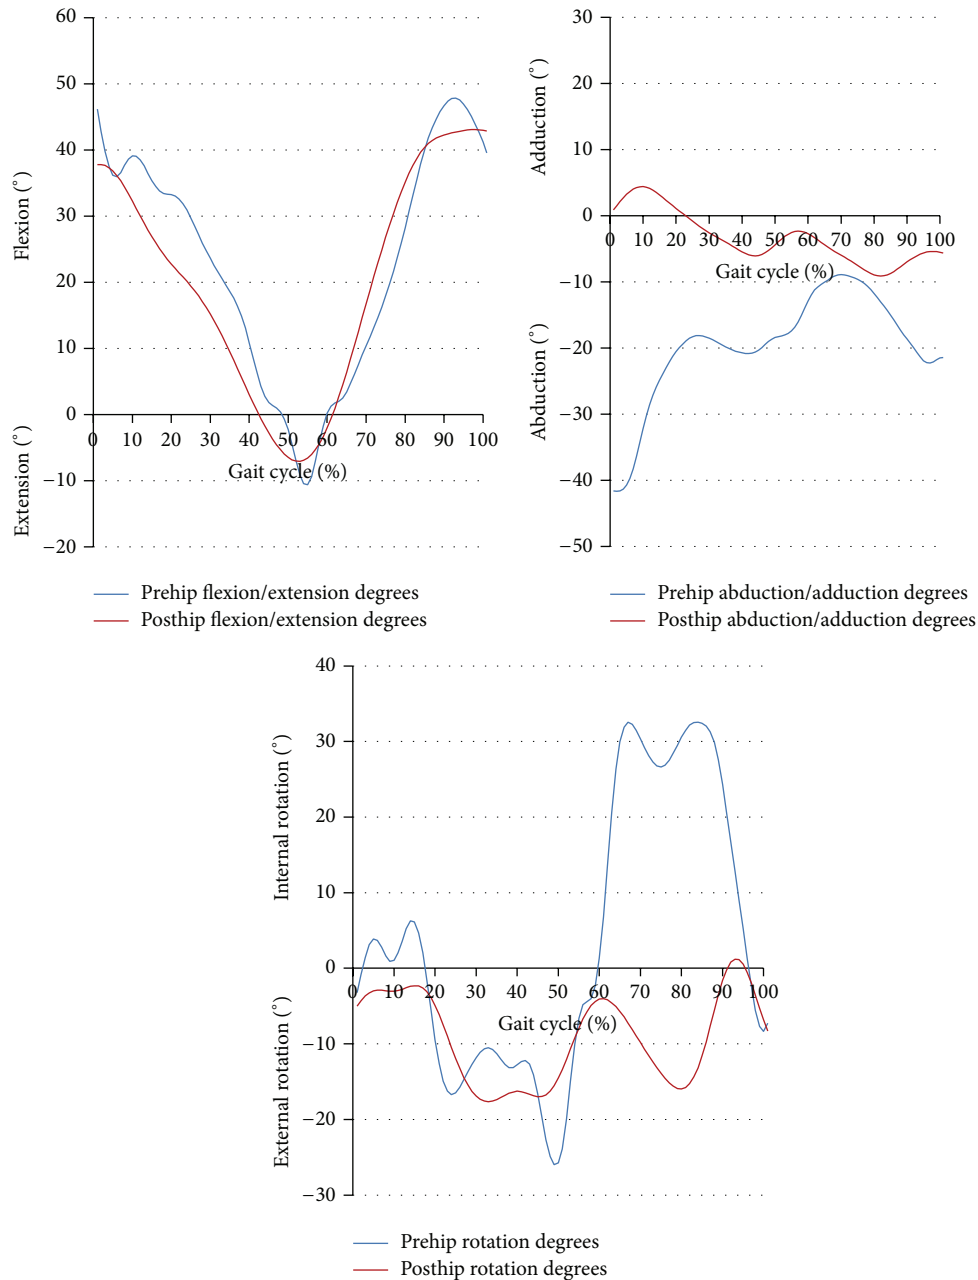 60
50
40
30
20
10
0
−10
−20
Flexion (°)
Extension (°)
0 10 20 30 40 50 60 70 80 90 100
Gait cycle (%)
Prehip flexion/extension degrees
Posthip flexion/extension degrees
30
20
10
0
−10
−20
−30
−40
−50
Adduction (°)
Abduction (°)
0 10 20 30 40 50 60 70 80 90 100
Gait cycle (%)
Prehip abduction/adduction degrees
Posthip abduction/adduction degrees
40
30
20
10
0
−10
−20
−30
Internal rotation (°)
External rotation (°)
0 10 20 30 40 50 60 70 80 90 100
Gait cycle (%)
Prehip rotation degrees
Posthip rotation degrees